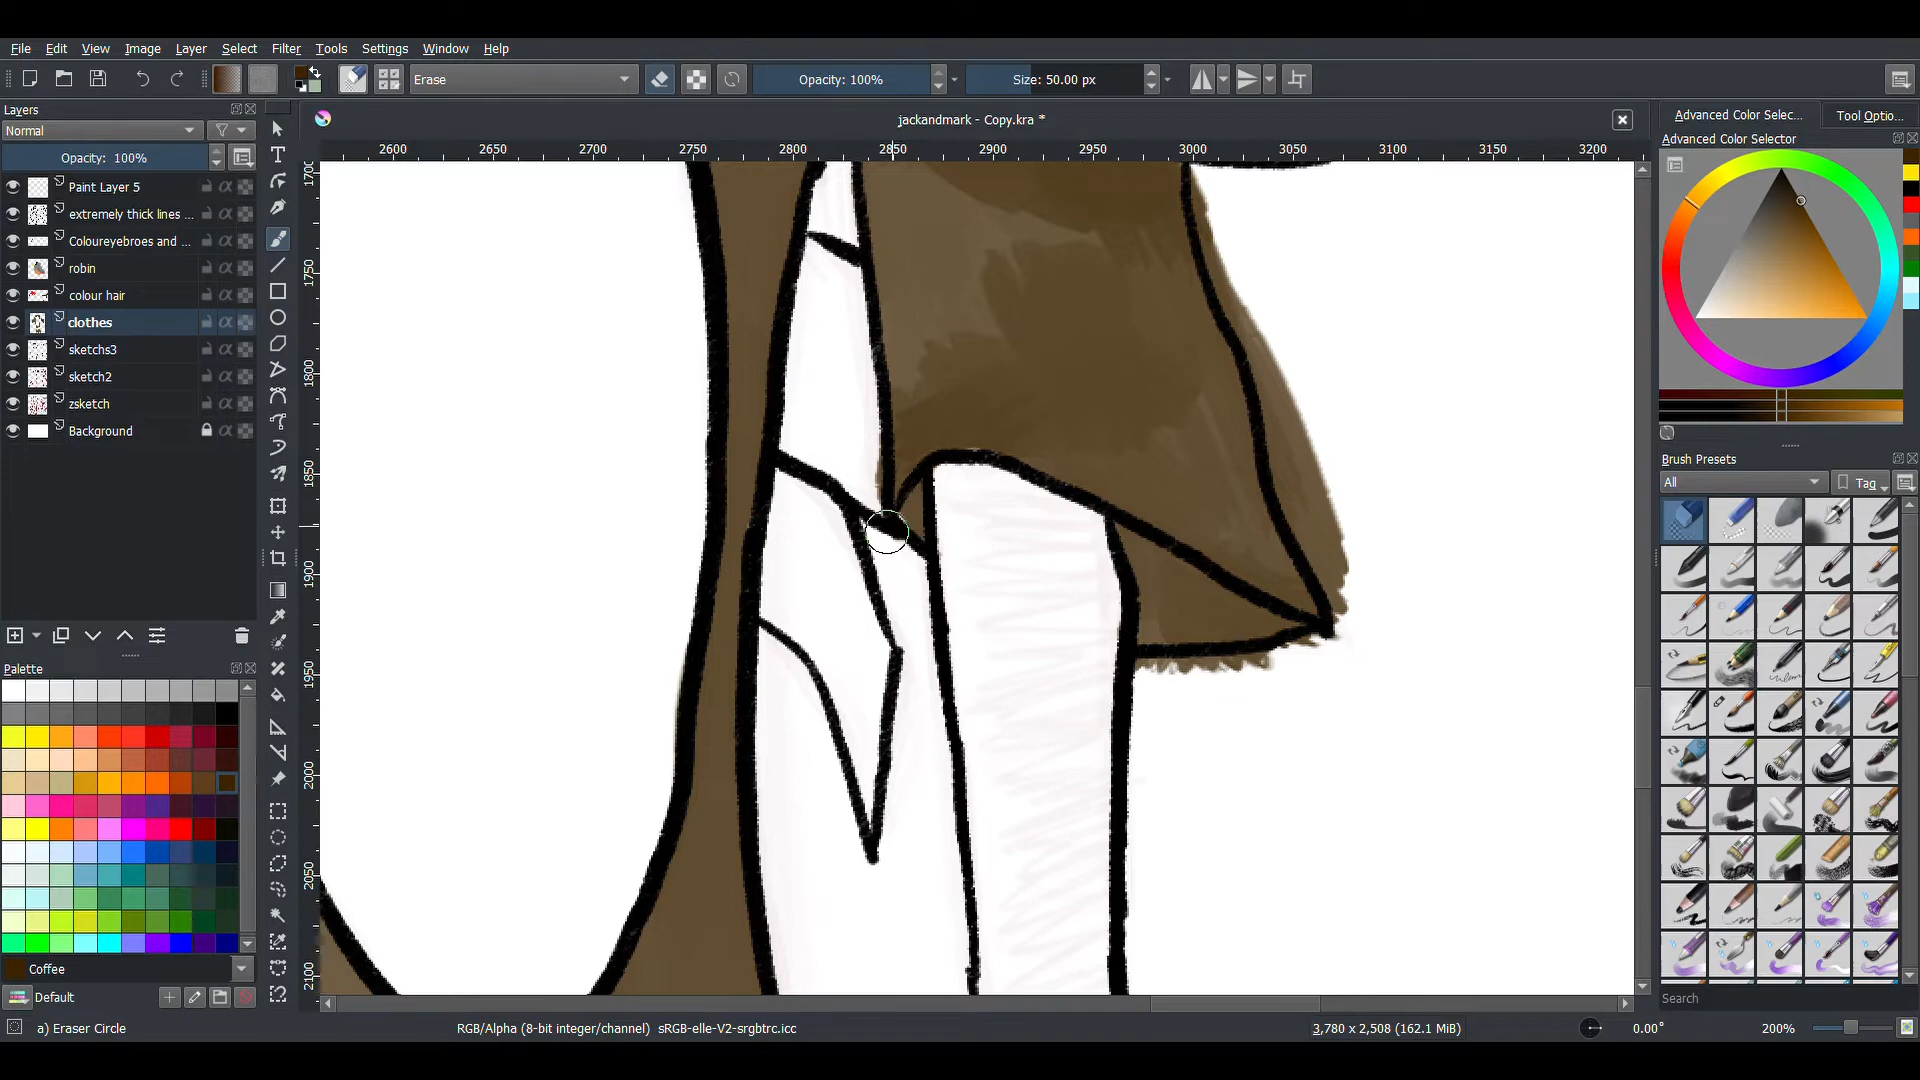 File Edit View Image Layer Select Filter Tools Settings Window Help
Erase Opacity: 100% Size: 50.00 px
Layers
jackandmark - Copy.kra *
Advanced Color Selec... Tool Optio...
Normal
Advanced Color Selector
Opacity: 100%
2600 2650 2700 2750 2800 2850 2900 2950 3000 3050 3100 3150 3200
1700
1750
1800
1850
1900
1950
2000
2050
2100
Paint Layer 5
extremely thick lines ...
Coloureyebroes and ...
robin
colour hair
clothes
sketchs3
sketch2
zsketch
Background
Brush Presets
All Tag
Palette
Coffee
Default
Search
a) Eraser Circle RGB/Alpha (8-bit integer/channel) sRGB-elle-V2-srgbtrc.icc 3,780 x 2,508 (162.1 MiB) 0.00° 200%